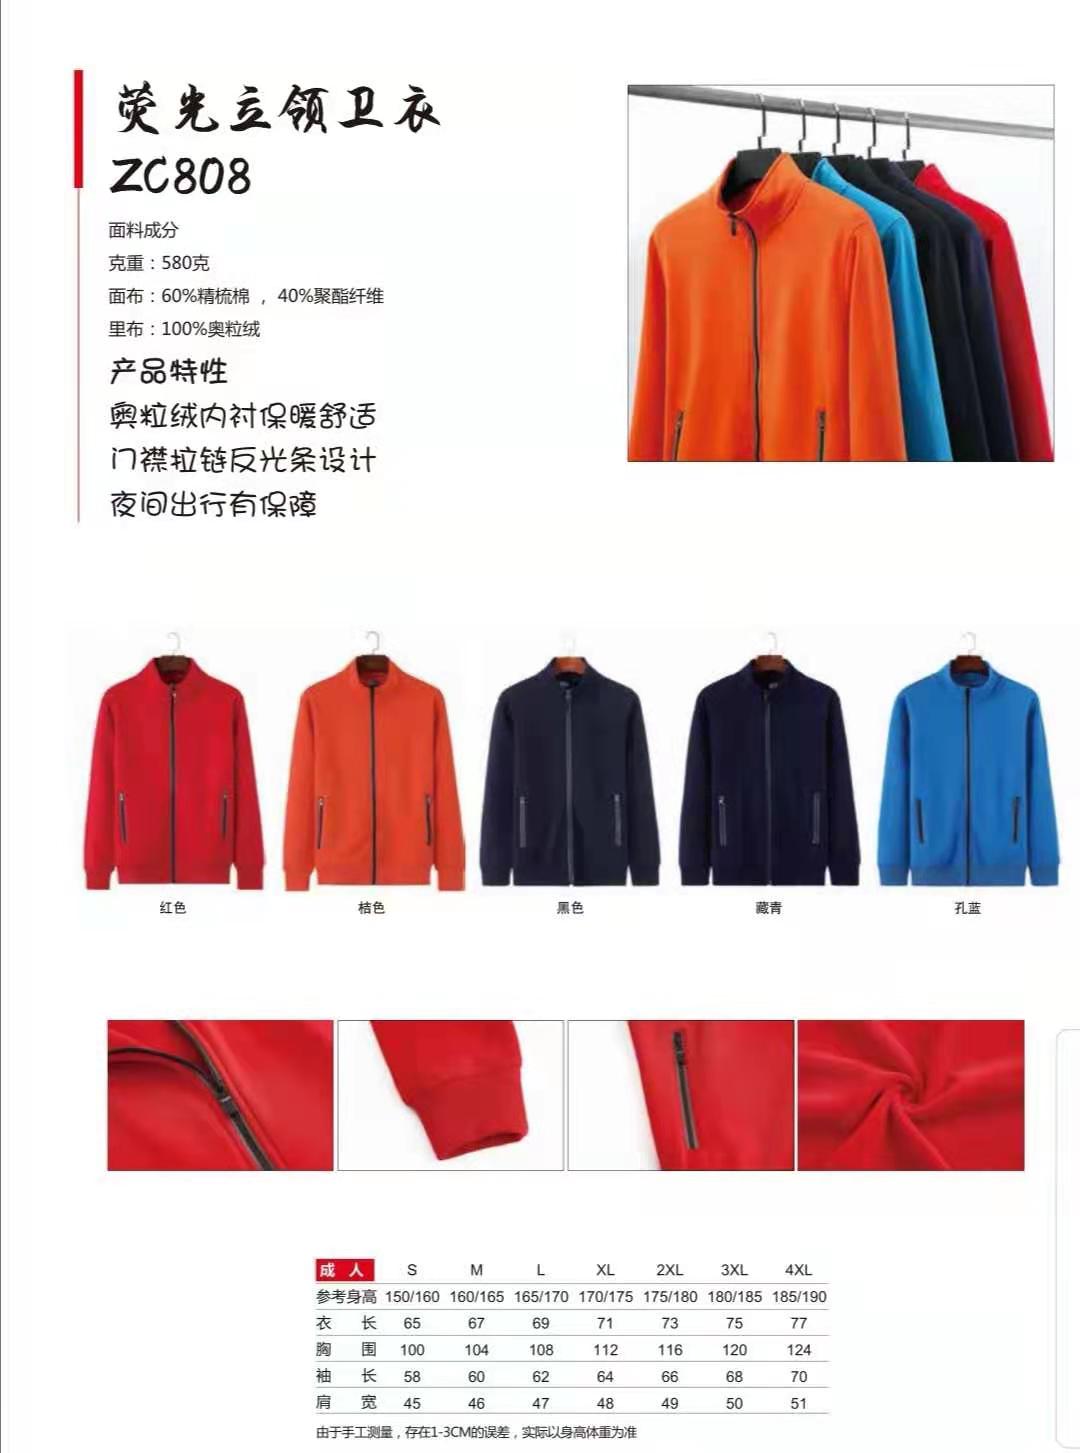 荧光立领卫衣
ZC808
面料成分
克重：580克
面布：60%精梳棉 ，40%聚酯纤维
里布：100%奥粒绒
产品特性
奥粒绒内衬保暖舒适
门襟拉链反光条设计
夜间出行有保障
红色 桔色 黑色 藏青 孔蓝
成 人 S M L XL 2XL 3XL 4XL
参考身高 150/160 160/165 165/170 170/175 175/180 180/185 185/190
衣 长 65 67 69 71 73 75 77
胸 围 100 104 108 112 116 120 124
袖 长 58 60 62 64 66 68 70
肩 宽 45 46 47 48 49 50 51
由于手工测量，存在1-3CM的误差，实际以身高体重为准